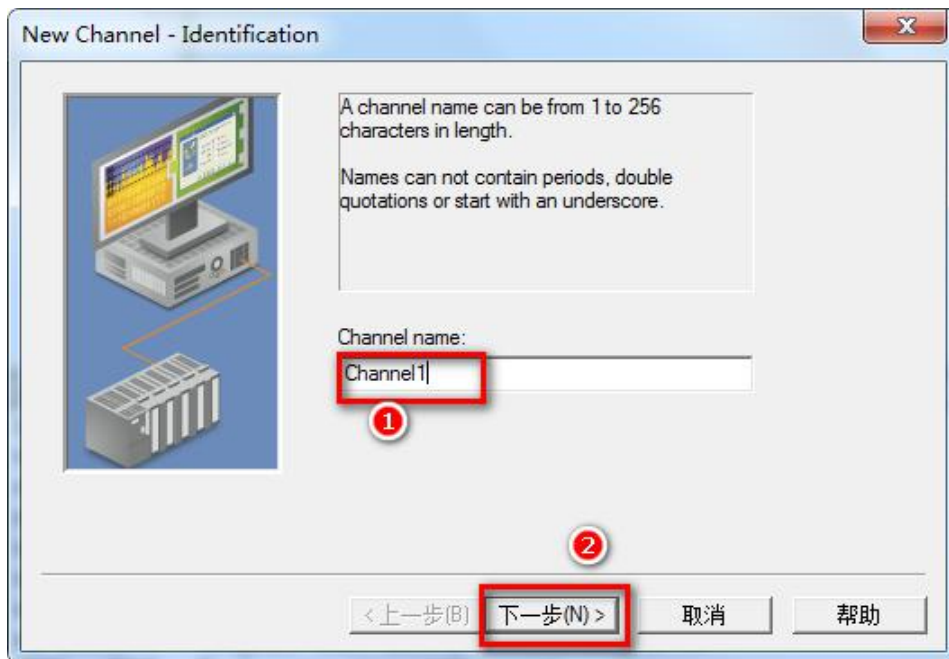 New Channel - Identification
A channel name can be from 1 to 256
characters in length.
Names can not contain periods, double
quotations or start with an underscore.
Channel name:
Channel1
1
2
<上一步(B)
下一步(N) >
取消
帮助